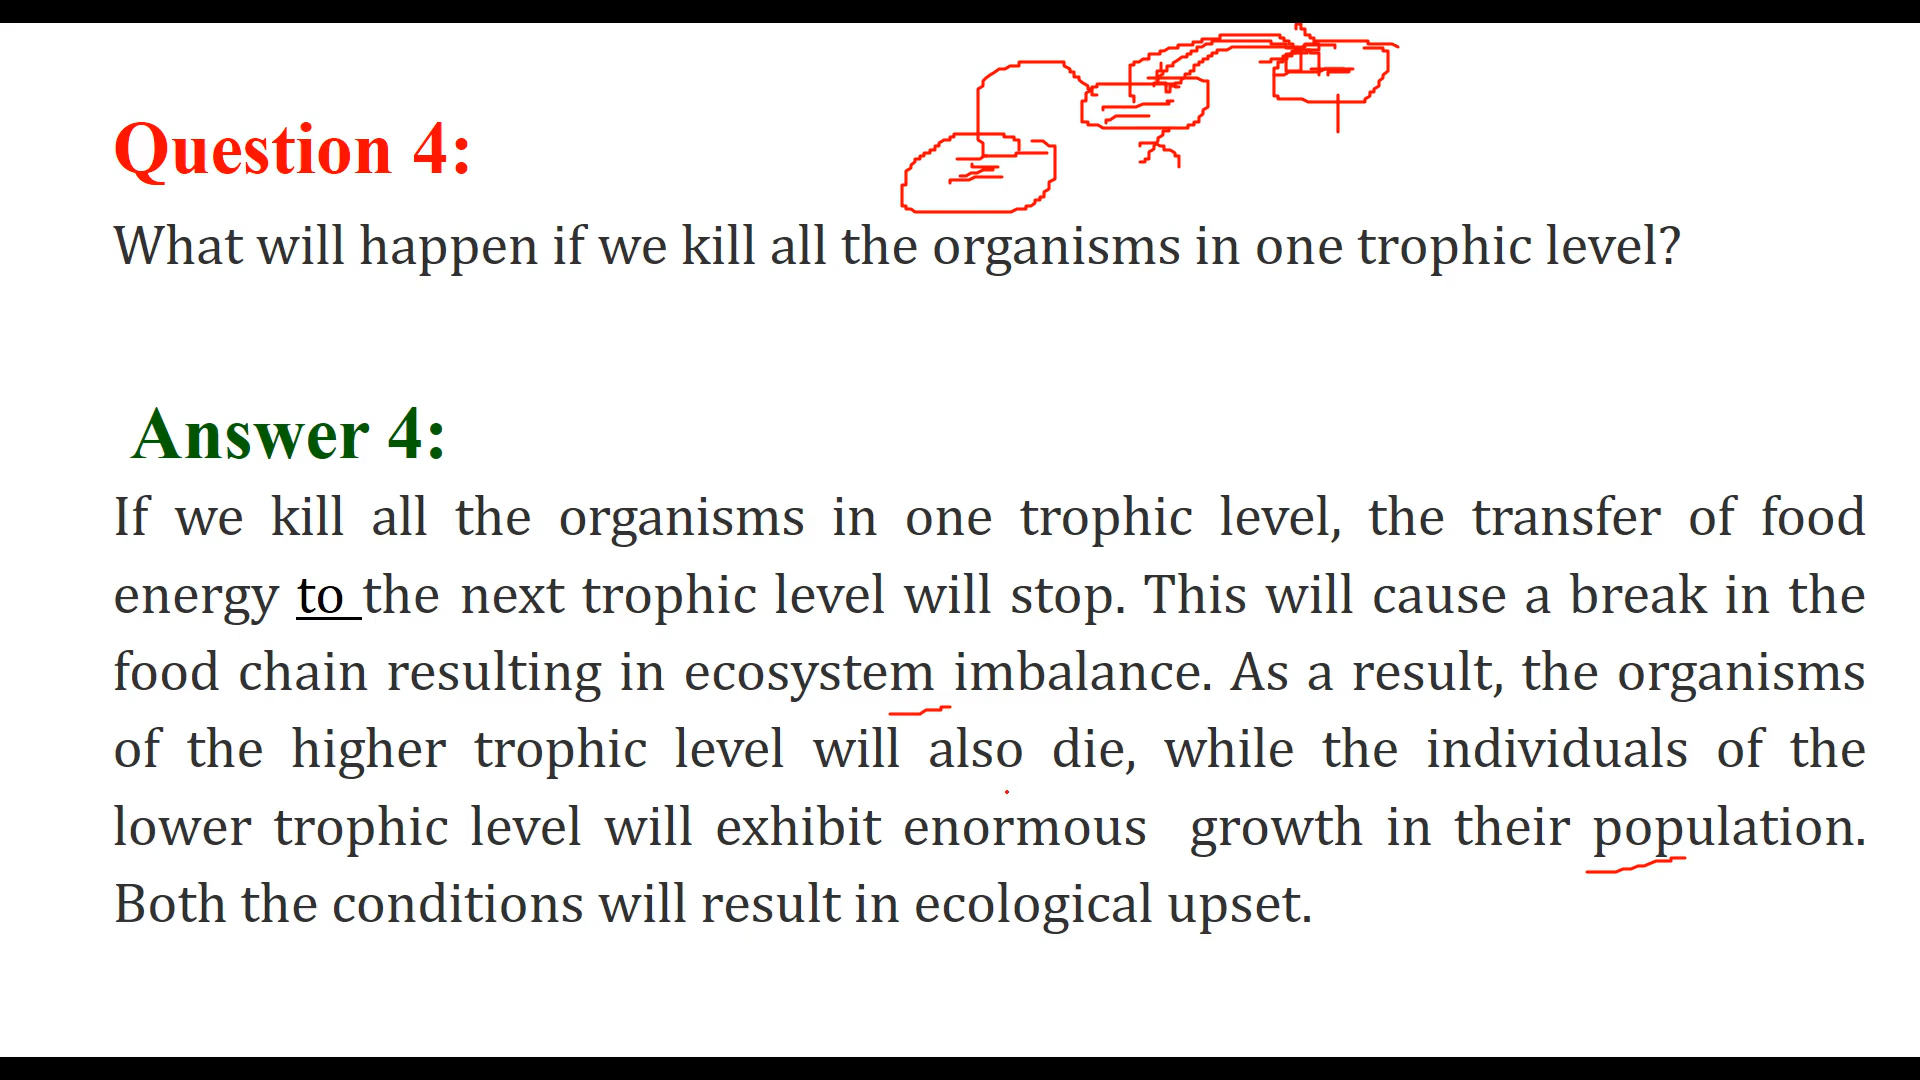 Question 4:
What will happen if we kill all the organisms in one trophic level?
Answer 4:
If we kill all the organisms in one trophic level, the transfer of food
energy to the next trophic level will stop. This will cause a break in the
food chain resulting in ecosystem imbalance. As a result, the organisms
of the higher trophic level will also die, while the individuals of the
lower trophic level will exhibit enormous growth in their population.
Both the conditions will result in ecological upset.